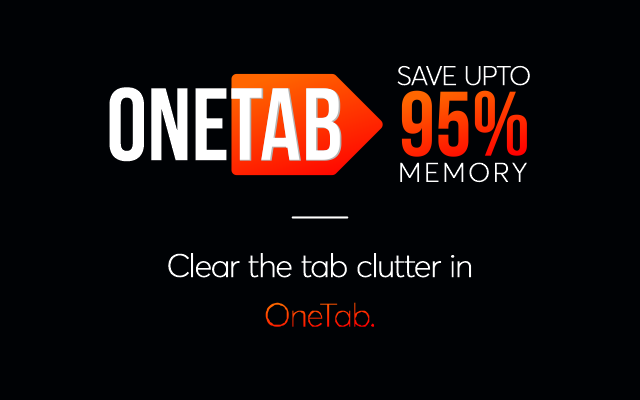 ONETAB
SAVE UPTO
95%
MEMORY
Clear the tab clutter in
OneTab.